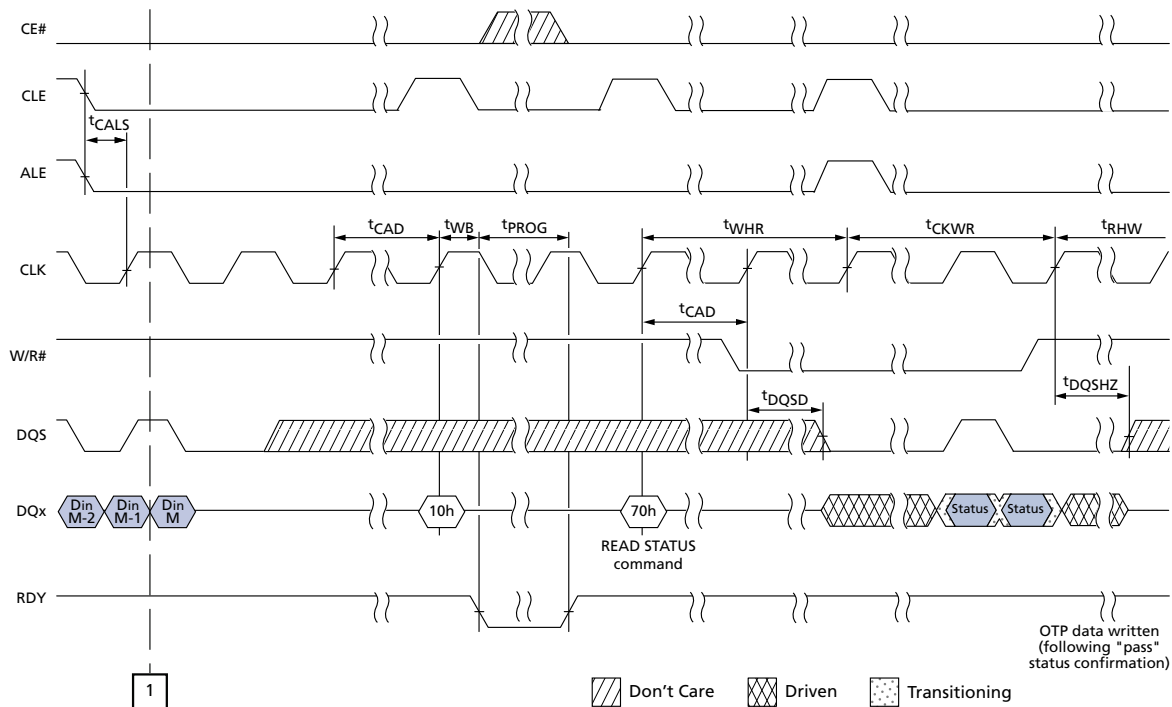 CE#
CLE
tCALS
ALE
tCAD
tWB
tPROG
tWHR
tCKWR
tRHW
CLK
tCAD
W/R#
tDQSD
tDQSHZ
DQS
DQx
Din M-2
Din M-1
Din M
10h
70h
Status
Status
READ STATUS
command
RDY
OTP data written
(following "pass"
status confirmation)
1
Don't Care
Driven
Transitioning